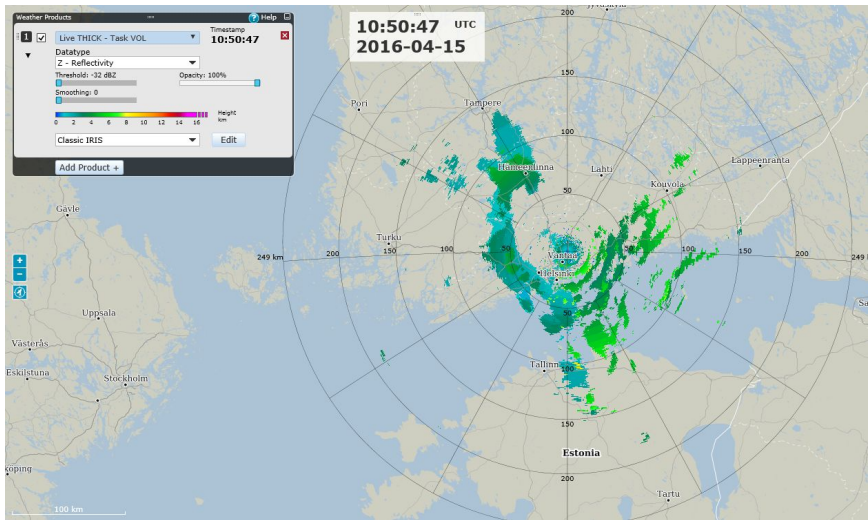 Weather Products
Help
1
Live THICK - Task VOL
Timestamp
10:50:47
Datatype
Z - Reflectivity
Threshold: -32 dBZ
Opacity: 100%
Smoothing: 0
0 2 4 6 8 10 12 14 16
Height
km
Classic IRIS
Edit
Add Product +
10:50:47 UTC
2016-04-15
200
150
Pori
Tampere
100
Lappeenranta
Hämeenlinna
Lahti
Kouvola
50
Gävle
Turku
249 km
200
150
100
50
Vantaa
50
100
150
200
249
Helsinki
Uppsala
50
Västerås
Eskilstuna
Stockholm
Tallinn
100
150
Estonia
200
Tartu
100 km